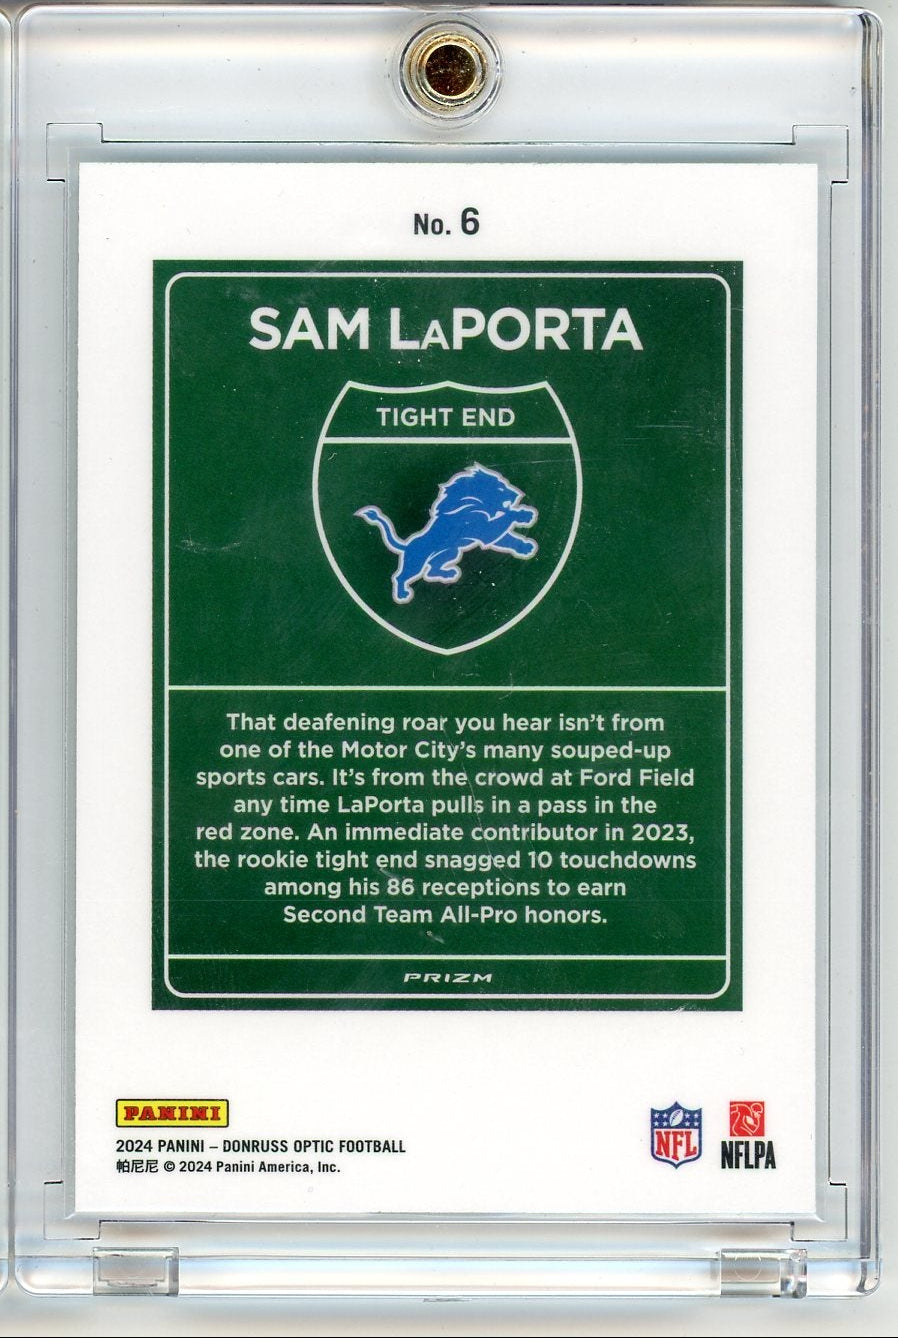 No. 6
SAM LaPORTA
TIGHT END
That deafening roar you hear isn't from
one of the Motor City's many souped-up
sports cars. It's from the crowd at Ford Field
any time LaPorta pulls in a pass in the
red zone. An immediate contributor in 2023,
the rookie tight end snagged 10 touchdowns
among his 86 receptions to earn
Second Team All-Pro honors.
PRIZM
PANINI
2024 PANINI – DONRUSS OPTIC FOOTBALL
帕尼尼 © 2024 Panini America, Inc.
NFL
NFLPA